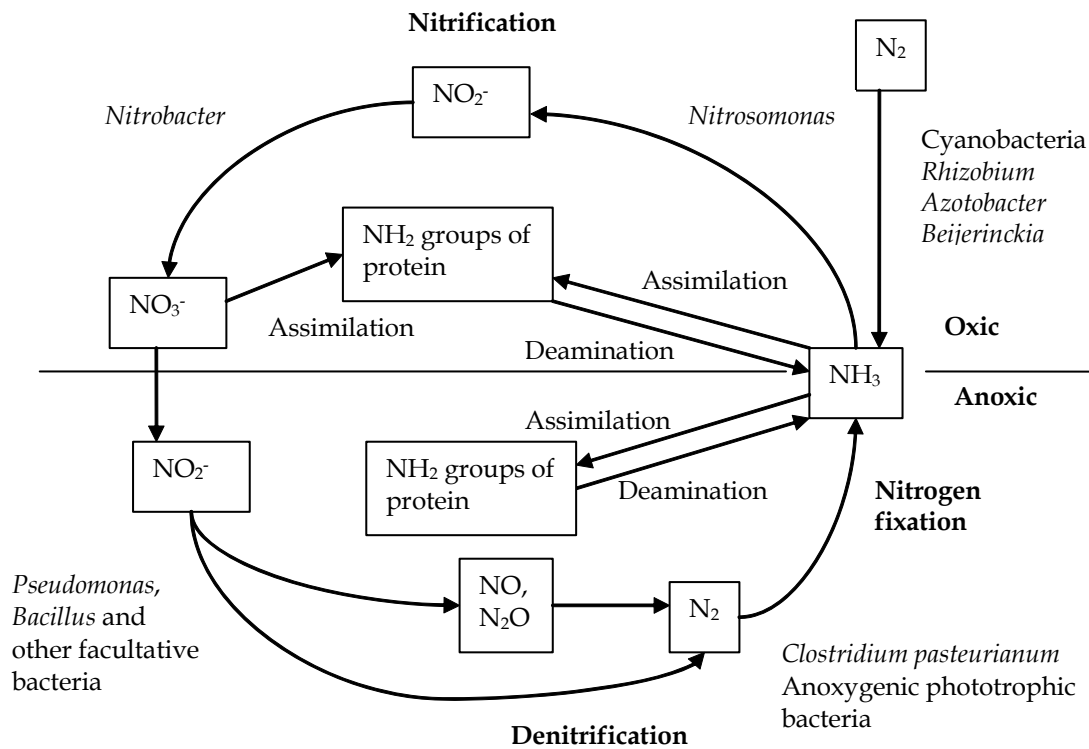 Nitrification
N₂
NO₂⁻
Nitrobacter
Nitrosomonas
Cyanobacteria
Rhizobium
Azotobacter
Beijerinckia
NH₂ groups of
protein
NO₃⁻
Assimilation
Assimilation
Deamination
Oxic
NH₃
Anoxic
Assimilation
NO₂⁻
NH₂ groups of
protein
Deamination
Nitrogen
fixation
Pseudomonas,
Bacillus and
other facultative
bacteria
NO,
N₂O
N₂
Clostridium pasteurianum
Anoxygenic phototrophic
bacteria
Denitrification